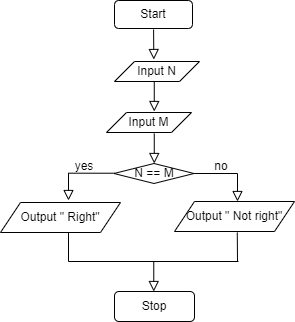 Start
Input N
Input M
yes
no
N == M
Output " Right"
Output " Not right"
Stop